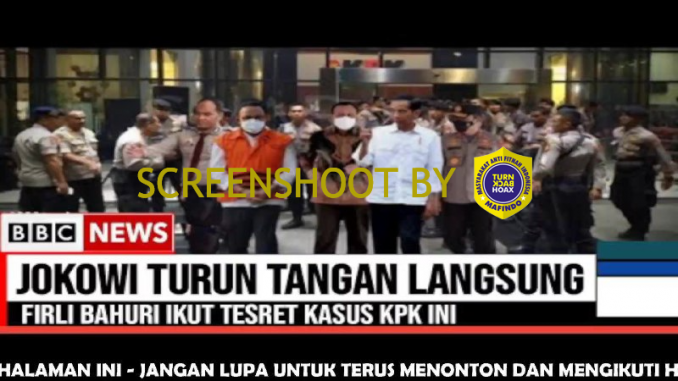 KPK
SCREENSHOOT BY
MASYARAKAT ANTI FITNAH INDONESIA
TURN
BACK
HOAX
MAFINDO
BBC NEWS
JOKOWI TURUN TANGAN LANGSUNG
FIRLI BAHURI IKUT TESRET KASUS KPK INI
HALAMAN INI - JANGAN LUPA UNTUK TERUS MENONTON DAN MENGIKUTI H